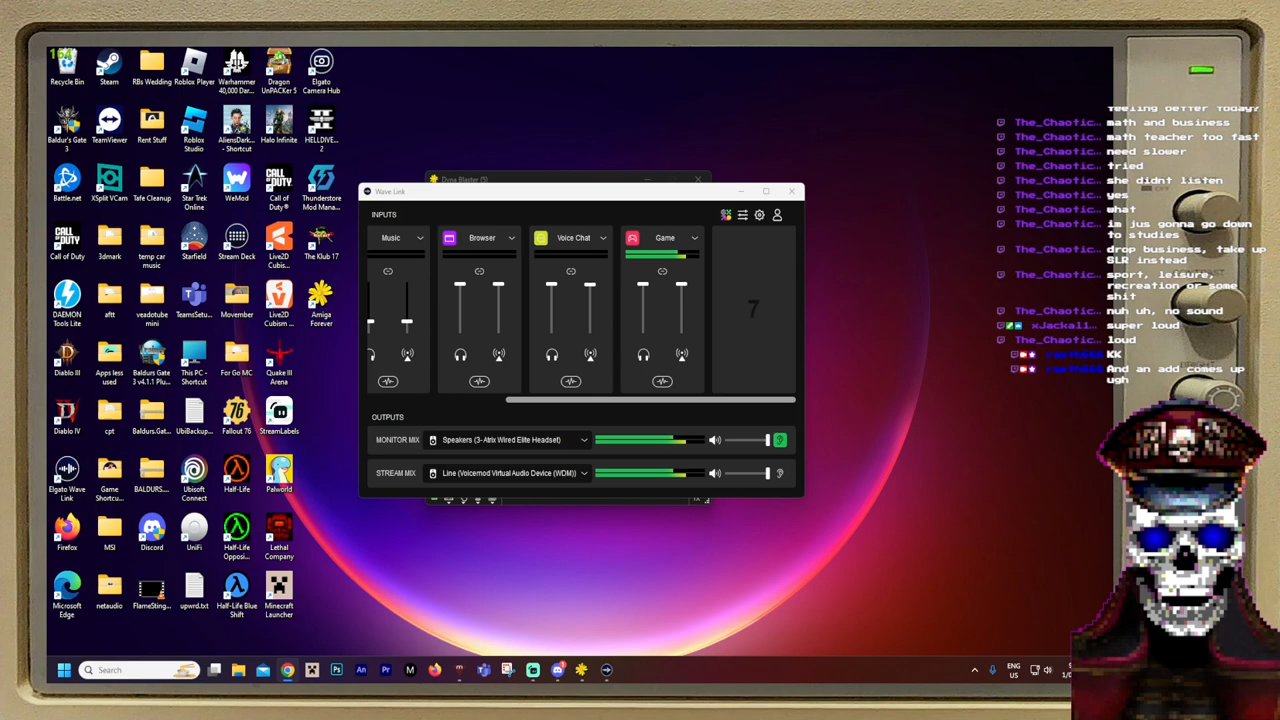 164
Recycle Bin
Steam
RBs Wedding
Roblox Player
Warhammer 40,000 Dar...
Dragon UnPACKer 5
Elgato Camera Hub
Baldur's Gate 3
TeamViewer
Rent Stuff
Roblox Studio
AliensDark... - Shortcut
Halo Infinite
HELLDIVE... 2
Battle.net
XSplit VCam
Tafe Cleanup
Star Trek Online
WeMod
Call of Duty®
Thunderstore Mod Mana...
Call of Duty
3dmark
temp car music
Starfield
Stream Deck
Live2D Cubis...
The Klub 17
DAEMON Tools Lite
aftt
veadotube mini
TeamsSetu...
Movember
Live2D Cubism ...
Amiga Forever
Diablo III
Apps less used
Baldurs Gate 3 v4.1.1 Plu...
This PC - Shortcut
For Go MC
Quake III Arena
Diablo IV
cpt
Baldurs.Gat...
UbiBackup...
Fallout 76
StreamLabels
Elgato Wave Link
Game Shortcu...
BALDURS....
Ubisoft Connect
Half-Life
Palworld
Firefox
MSI
Discord
UniFi
Half-Life Opposi...
Lethal Company
Microsoft Edge
netaudio
FlameSting...
upwrd.txt
Half-Life Blue Shift
Minecraft Launcher
Dyna Blaster (5)
Wave Link
INPUTS
Music
Browser
Voice Chat
Game
7
OUTPUTS
MONITOR MIX
Speakers (3- Atrix Wired Elite Headset)
STREAM MIX
Line (Voicemod Virtual Audio Device (WDM))
feeling better today?
The_Chaotic... math and business
The_Chaotic... math teacher too fast
The_Chaotic... need slower
The_Chaotic... tried
The_Chaotic... she didnt listen
The_Chaotic... yes
The_Chaotic... what
The_Chaotic... im jus gonna go down
to studies
The_Chaotic... drop business, take up
SLR instead
The_Chaotic... sport, leisure,
recreation or some
shit
The_Chaotic... nuh uh, no sound
xJackali... super loud
The_Chaotic... loud
KK
And an add comes up
ugh
Search
ENG
US